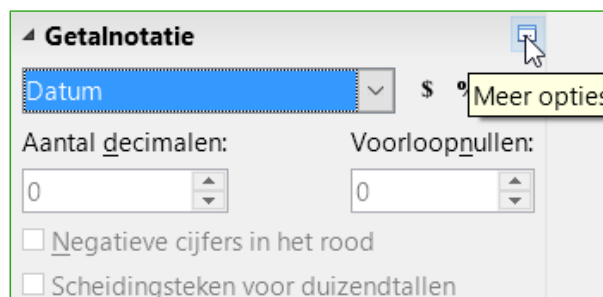 Getalnotatie
Datum $ %
Meer opties
Aantal decimalen: Voorloopnullen:
0 0
Negatieve cijfers in het rood
Scheidingsteken voor duizendtallen